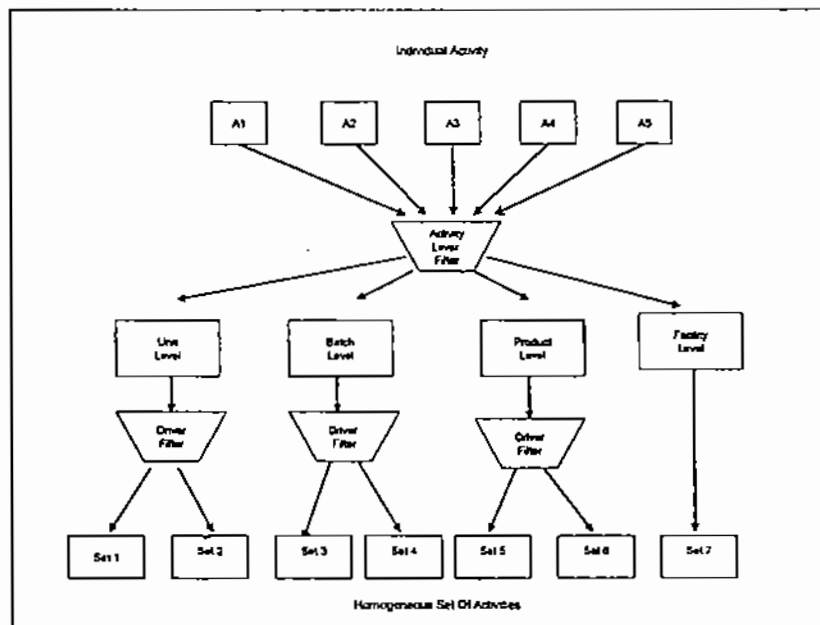 Individual Activity
A1
A2
A3
A4
A5
Activity
Level
Filter
Unit
Level
Batch
Level
Product
Level
Facility
Level
Driver
Filter
Driver
Filter
Driver
Filter
Set 1
Set 2
Set 3
Set 4
Set 5
Set 6
Set 7
Homogeneous Set Of Activities